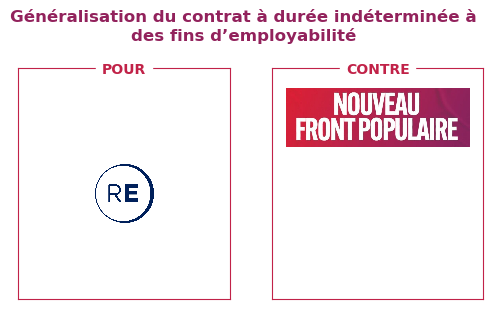 Généralisation du contrat à durée indéterminée à
des fins d’employabilité
POUR
CONTRE
NOUVEAU
FRONT POPULAIRE
RE